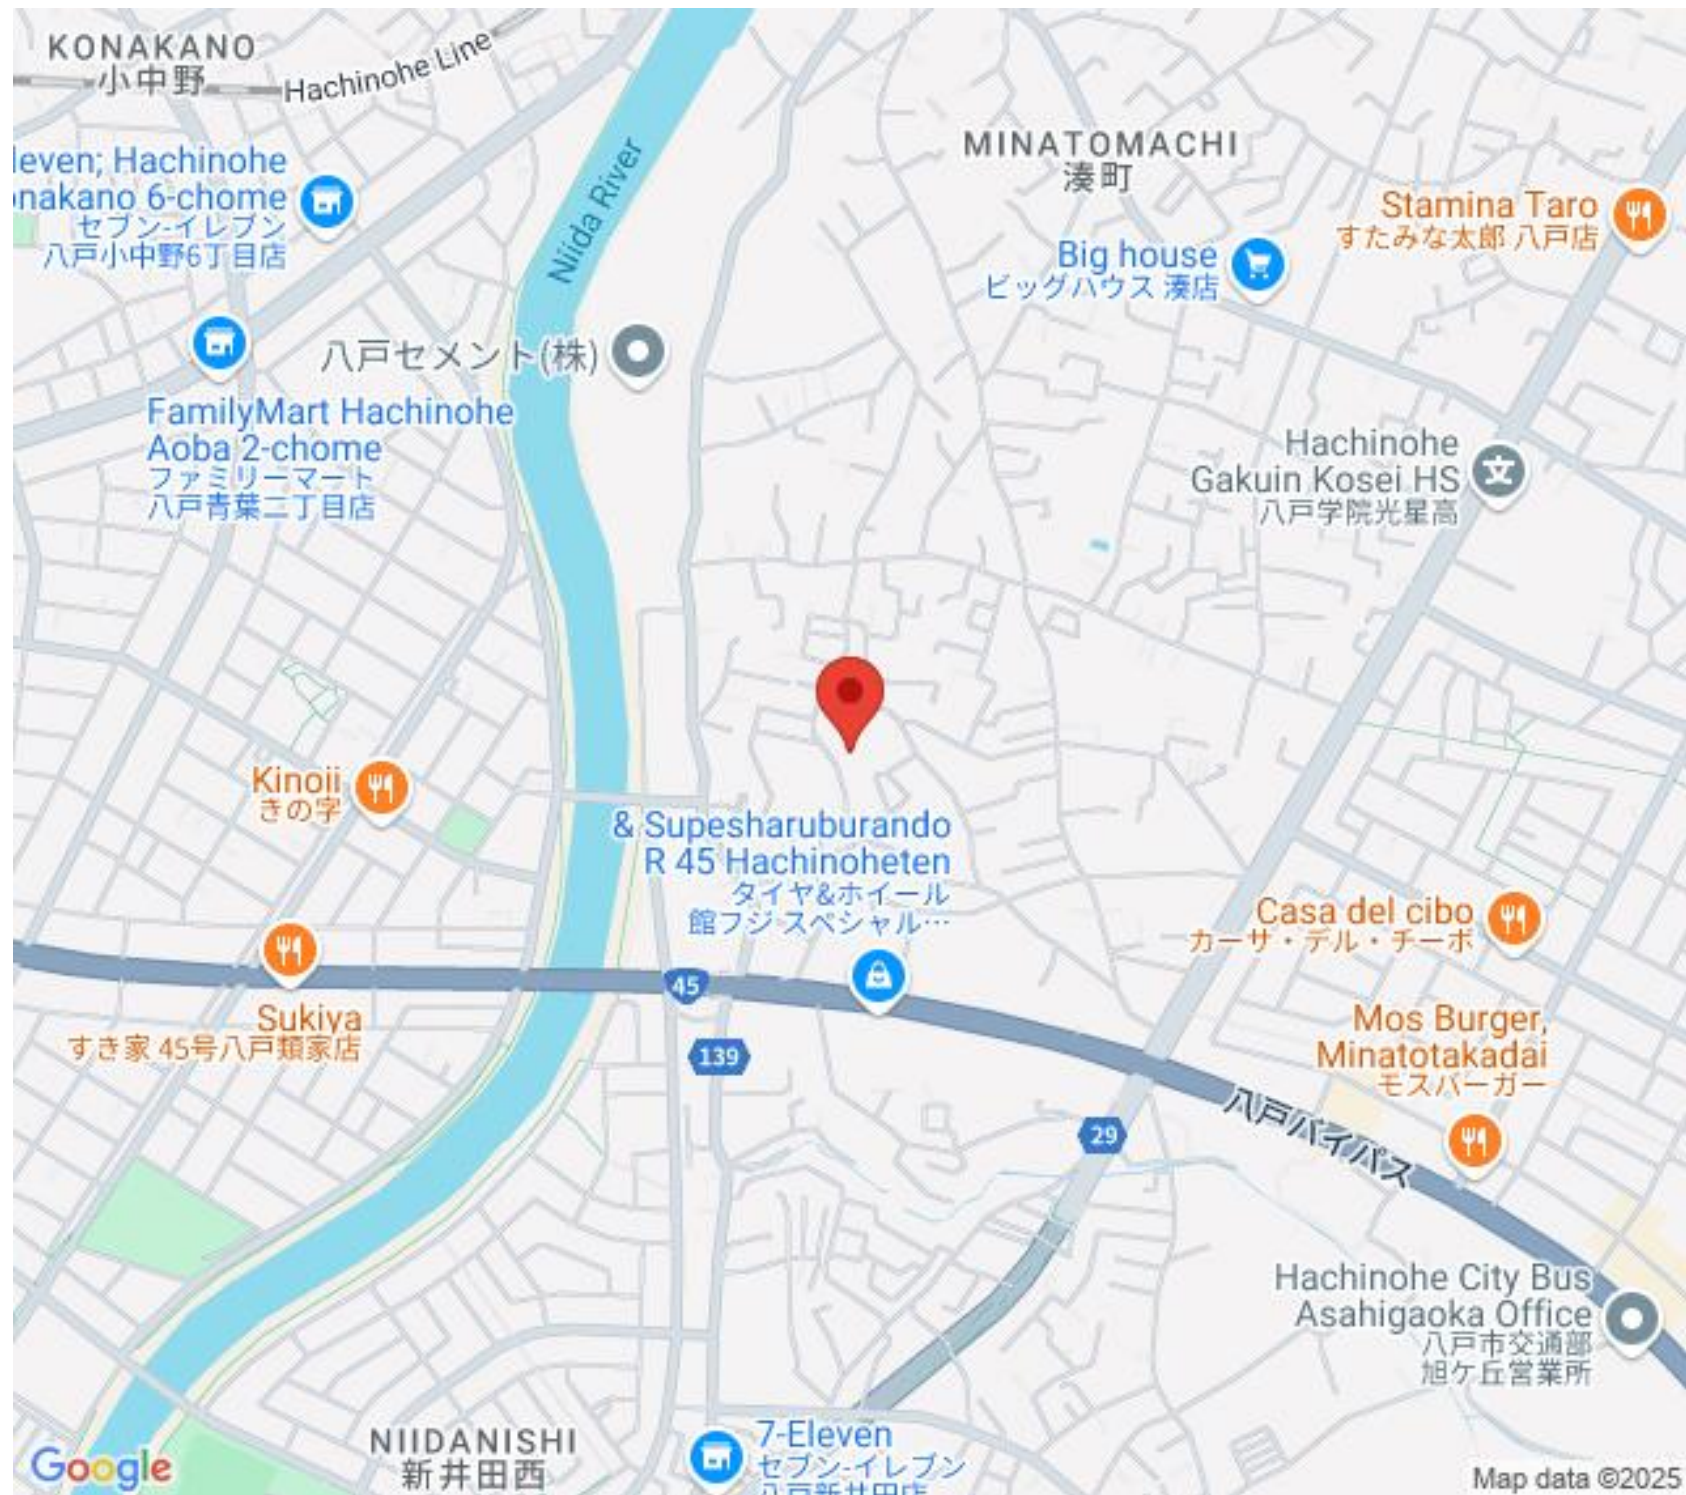 KONAKANO
小中野
Hachinohe Line
Niida River
MINATOMACHI
湊町
leven; Hachinohe
onakano 6-chome
セブン-イレブン
八戸小中野6丁目店
Stamina Taro
すたみな太郎 八戸店
Big house
ビッグハウス 湊店
八戸セメント(株)
FamilyMart Hachinohe
Aoba 2-chome
ファミリーマート
八戸青葉二丁目店
Hachinohe
Gakuin Kosei HS
八戸学院光星高
文
Kinoii
きの字
& Supesharuburando
R 45 Hachinoheten
タイヤ&ホイール
館フジ スペシャル…
Casa del cibo
カーサ・デル・チーボ
Sukiya
すき家 45号八戸類家店
45
139
Mos Burger,
Minatotakadai
モスバーガー
29
八戸バイパス
Hachinohe City Bus
Asahigaoka Office
八戸市交通部
旭ケ丘営業所
NIIDANISHI
新井田西
7-Eleven
セブン-イレブン
八戸新井田店
Google
Map data ©2025